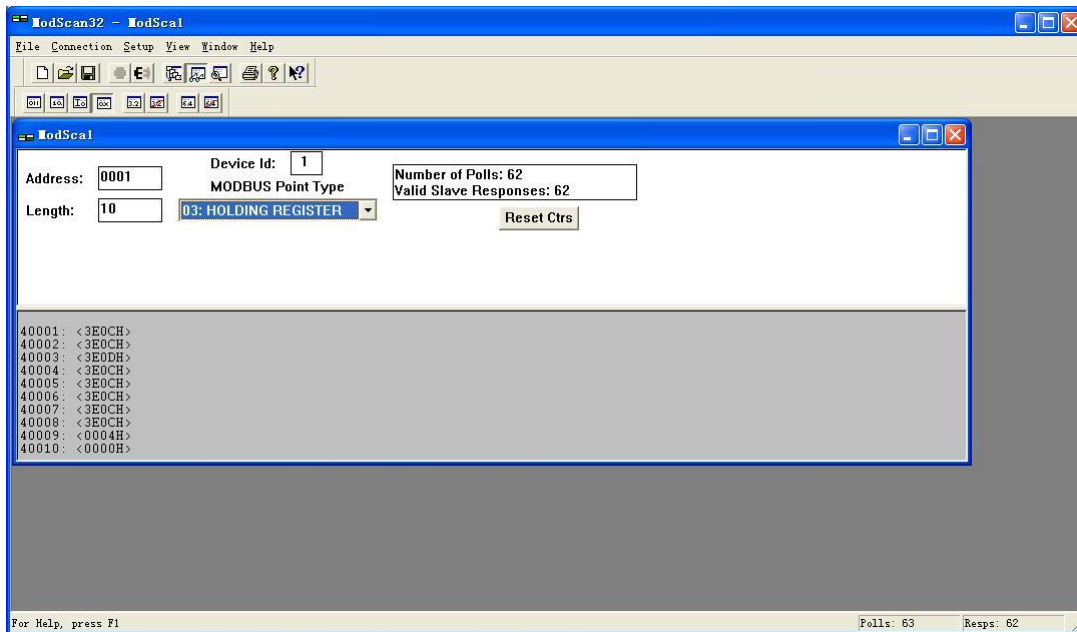 ModScan32 - ModSca1
File Connection Setup View Window Help
ModSca1
Address: 0001
Device Id: 1
MODBUS Point Type
Length: 10
03: HOLDING REGISTER
Number of Polls: 62
Valid Slave Responses: 62
Reset Ctrs
40001: <3E0CH>
40002: <3E0CH>
40003: <3E0DH>
40004: <3E0CH>
40005: <3E0CH>
40006: <3E0CH>
40007: <3E0CH>
40008: <3E0CH>
40009: <0004H>
40010: <0000H>
For Help, press F1
Polls: 63
Resps: 62